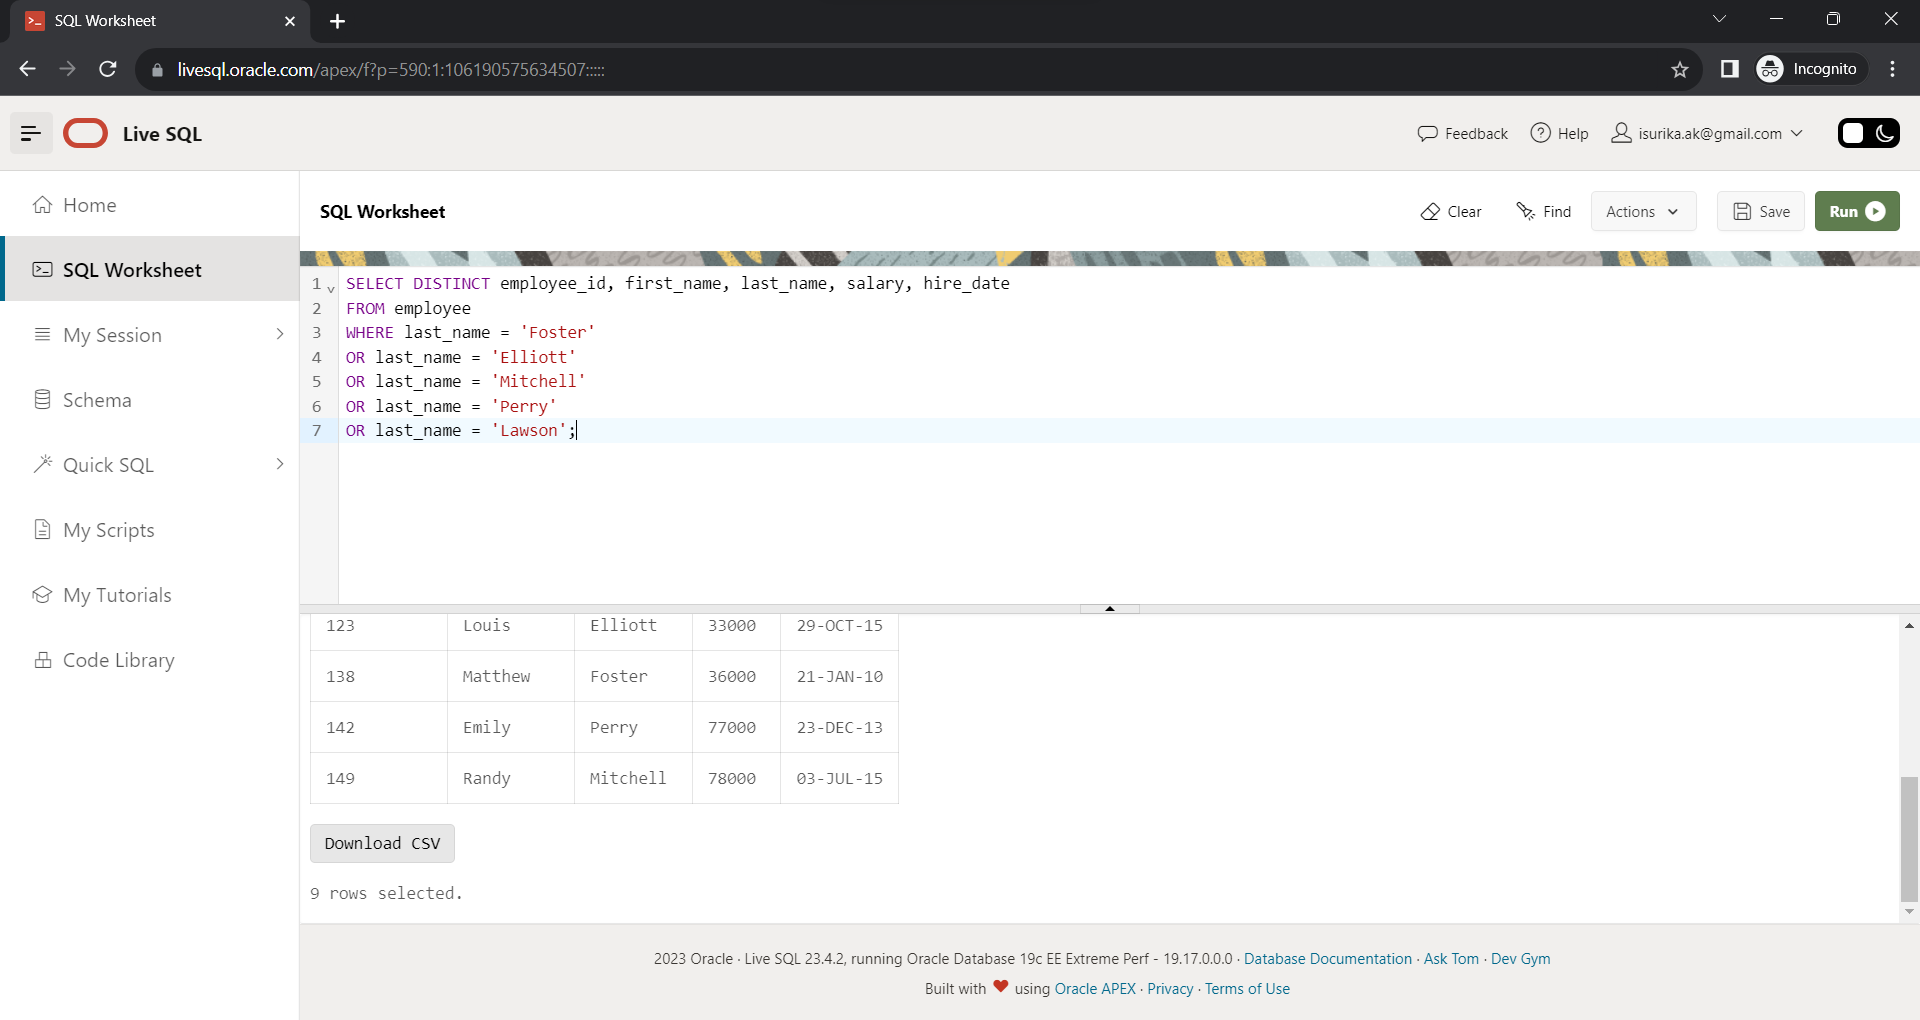 SQL Worksheet
livesql.oracle.com/apex/f?p=590:1:106190575634507:::::
Incognito
Live SQL
Feedback
Help
isurika.ak@gmail.com
Home
SQL Worksheet
My Session
Schema
Quick SQL
My Scripts
My Tutorials
Code Library
SQL Worksheet
Clear
Find
Actions
Save
Run
1 SELECT DISTINCT employee_id, first_name, last_name, salary, hire_date
2 FROM employee
3 WHERE last_name = 'Foster'
4 OR last_name = 'Elliott'
5 OR last_name = 'Mitchell'
6 OR last_name = 'Perry'
7 OR last_name = 'Lawson';
123 Louis Elliott 33000 29-OCT-15
138 Matthew Foster 36000 21-JAN-10
142 Emily Perry 77000 23-DEC-13
149 Randy Mitchell 78000 03-JUL-15
Download CSV
9 rows selected.
2023 Oracle · Live SQL 23.4.2, running Oracle Database 19c EE Extreme Perf - 19.17.0.0.0 · Database Documentation · Ask Tom · Dev Gym
Built with ❤ using Oracle APEX · Privacy · Terms of Use